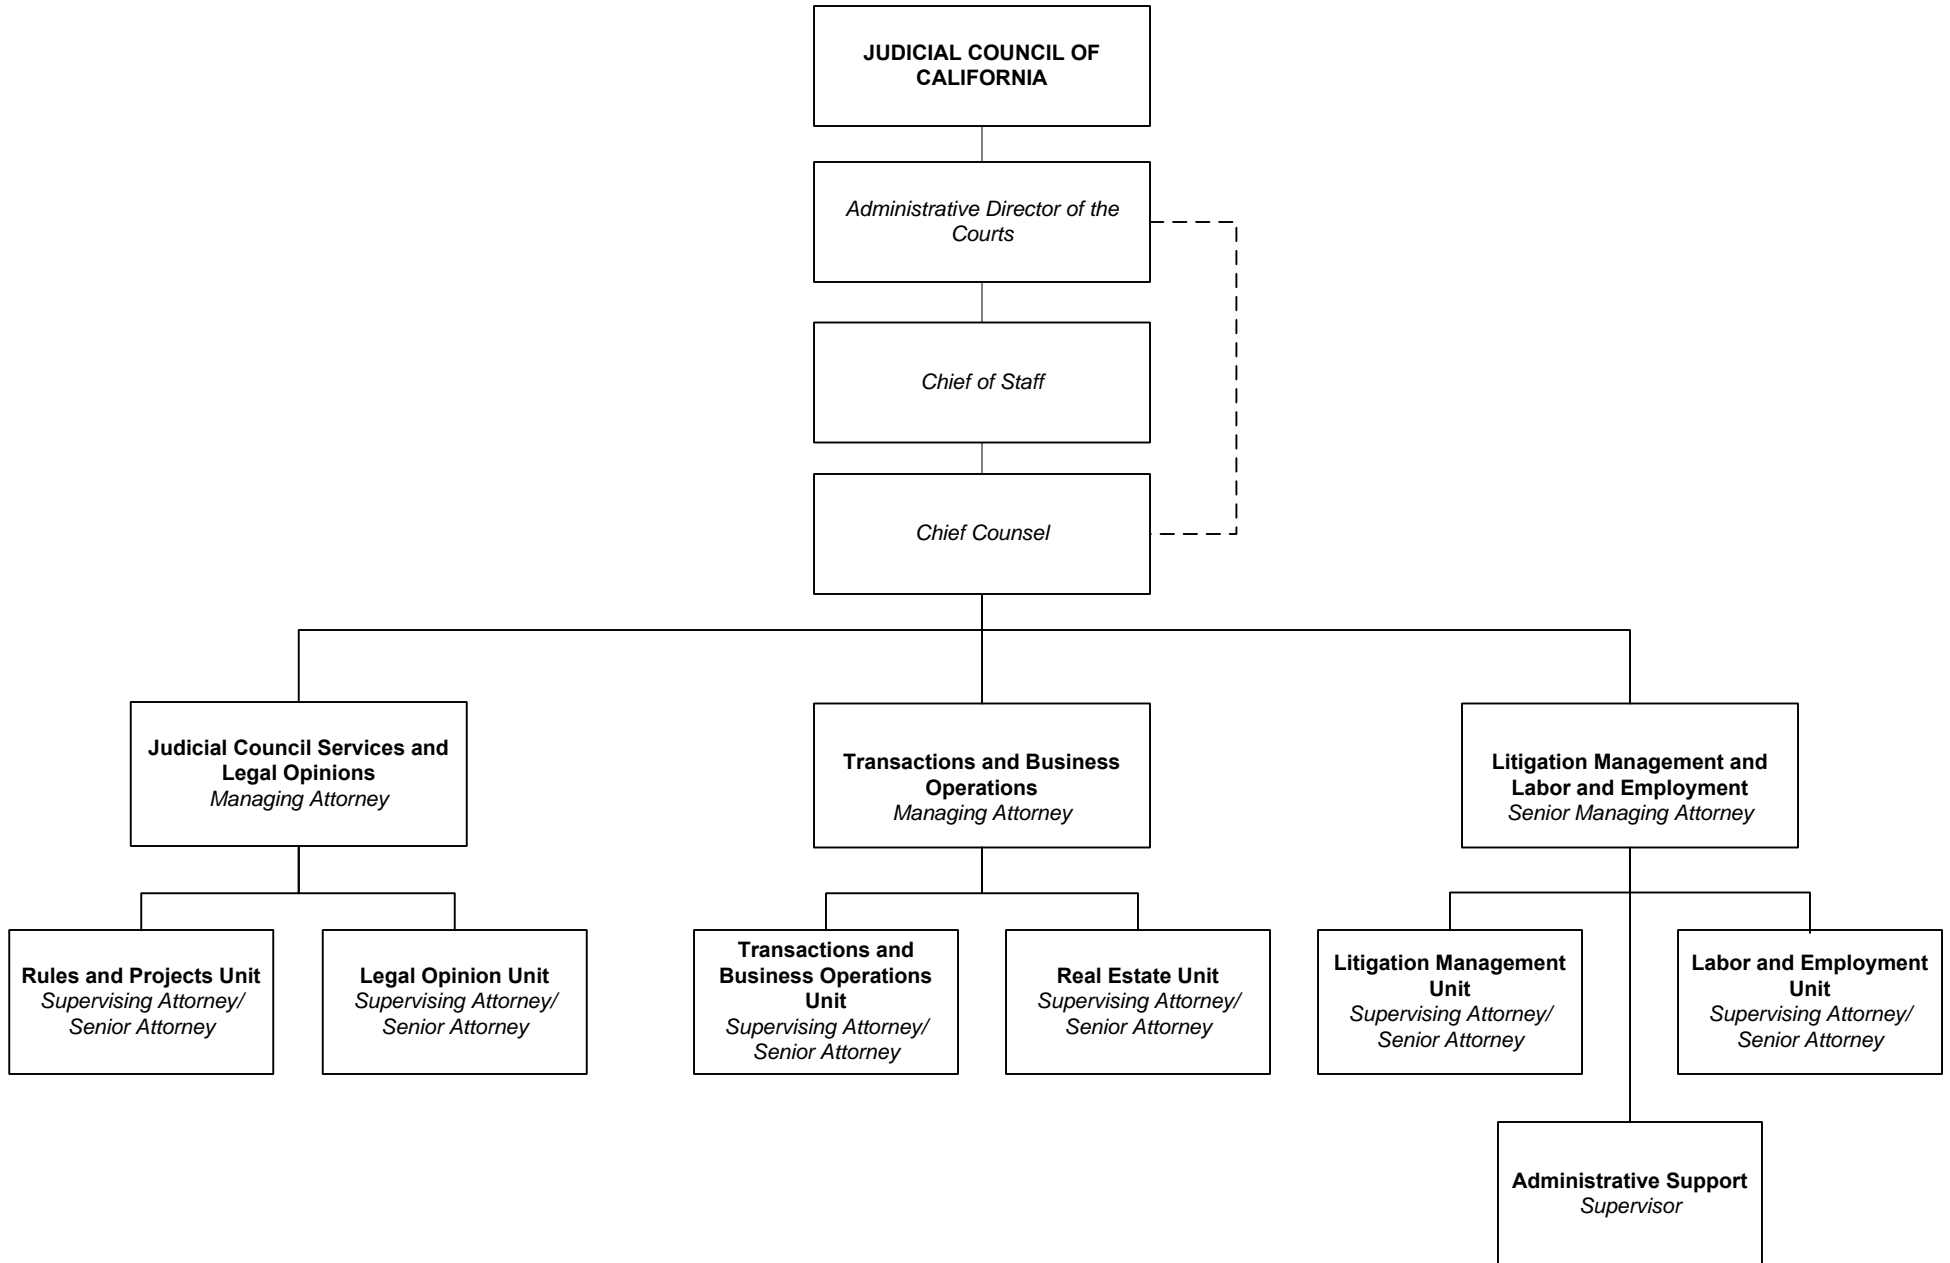 JUDICIAL COUNCIL OF
CALIFORNIA
Administrative Director of the
Courts
Chief of Staff
Chief Counsel
Judicial Council Services and
Legal Opinions
Managing Attorney
Transactions and Business
Operations
Managing Attorney
Litigation Management and
Labor and Employment
Senior Managing Attorney
Rules and Projects Unit
Supervising Attorney/
Senior Attorney
Legal Opinion Unit
Supervising Attorney/
Senior Attorney
Transactions and
Business Operations
Unit
Supervising Attorney/
Senior Attorney
Real Estate Unit
Supervising Attorney/
Senior Attorney
Litigation Management
Unit
Supervising Attorney/
Senior Attorney
Labor and Employment
Unit
Supervising Attorney/
Senior Attorney
Administrative Support
Supervisor